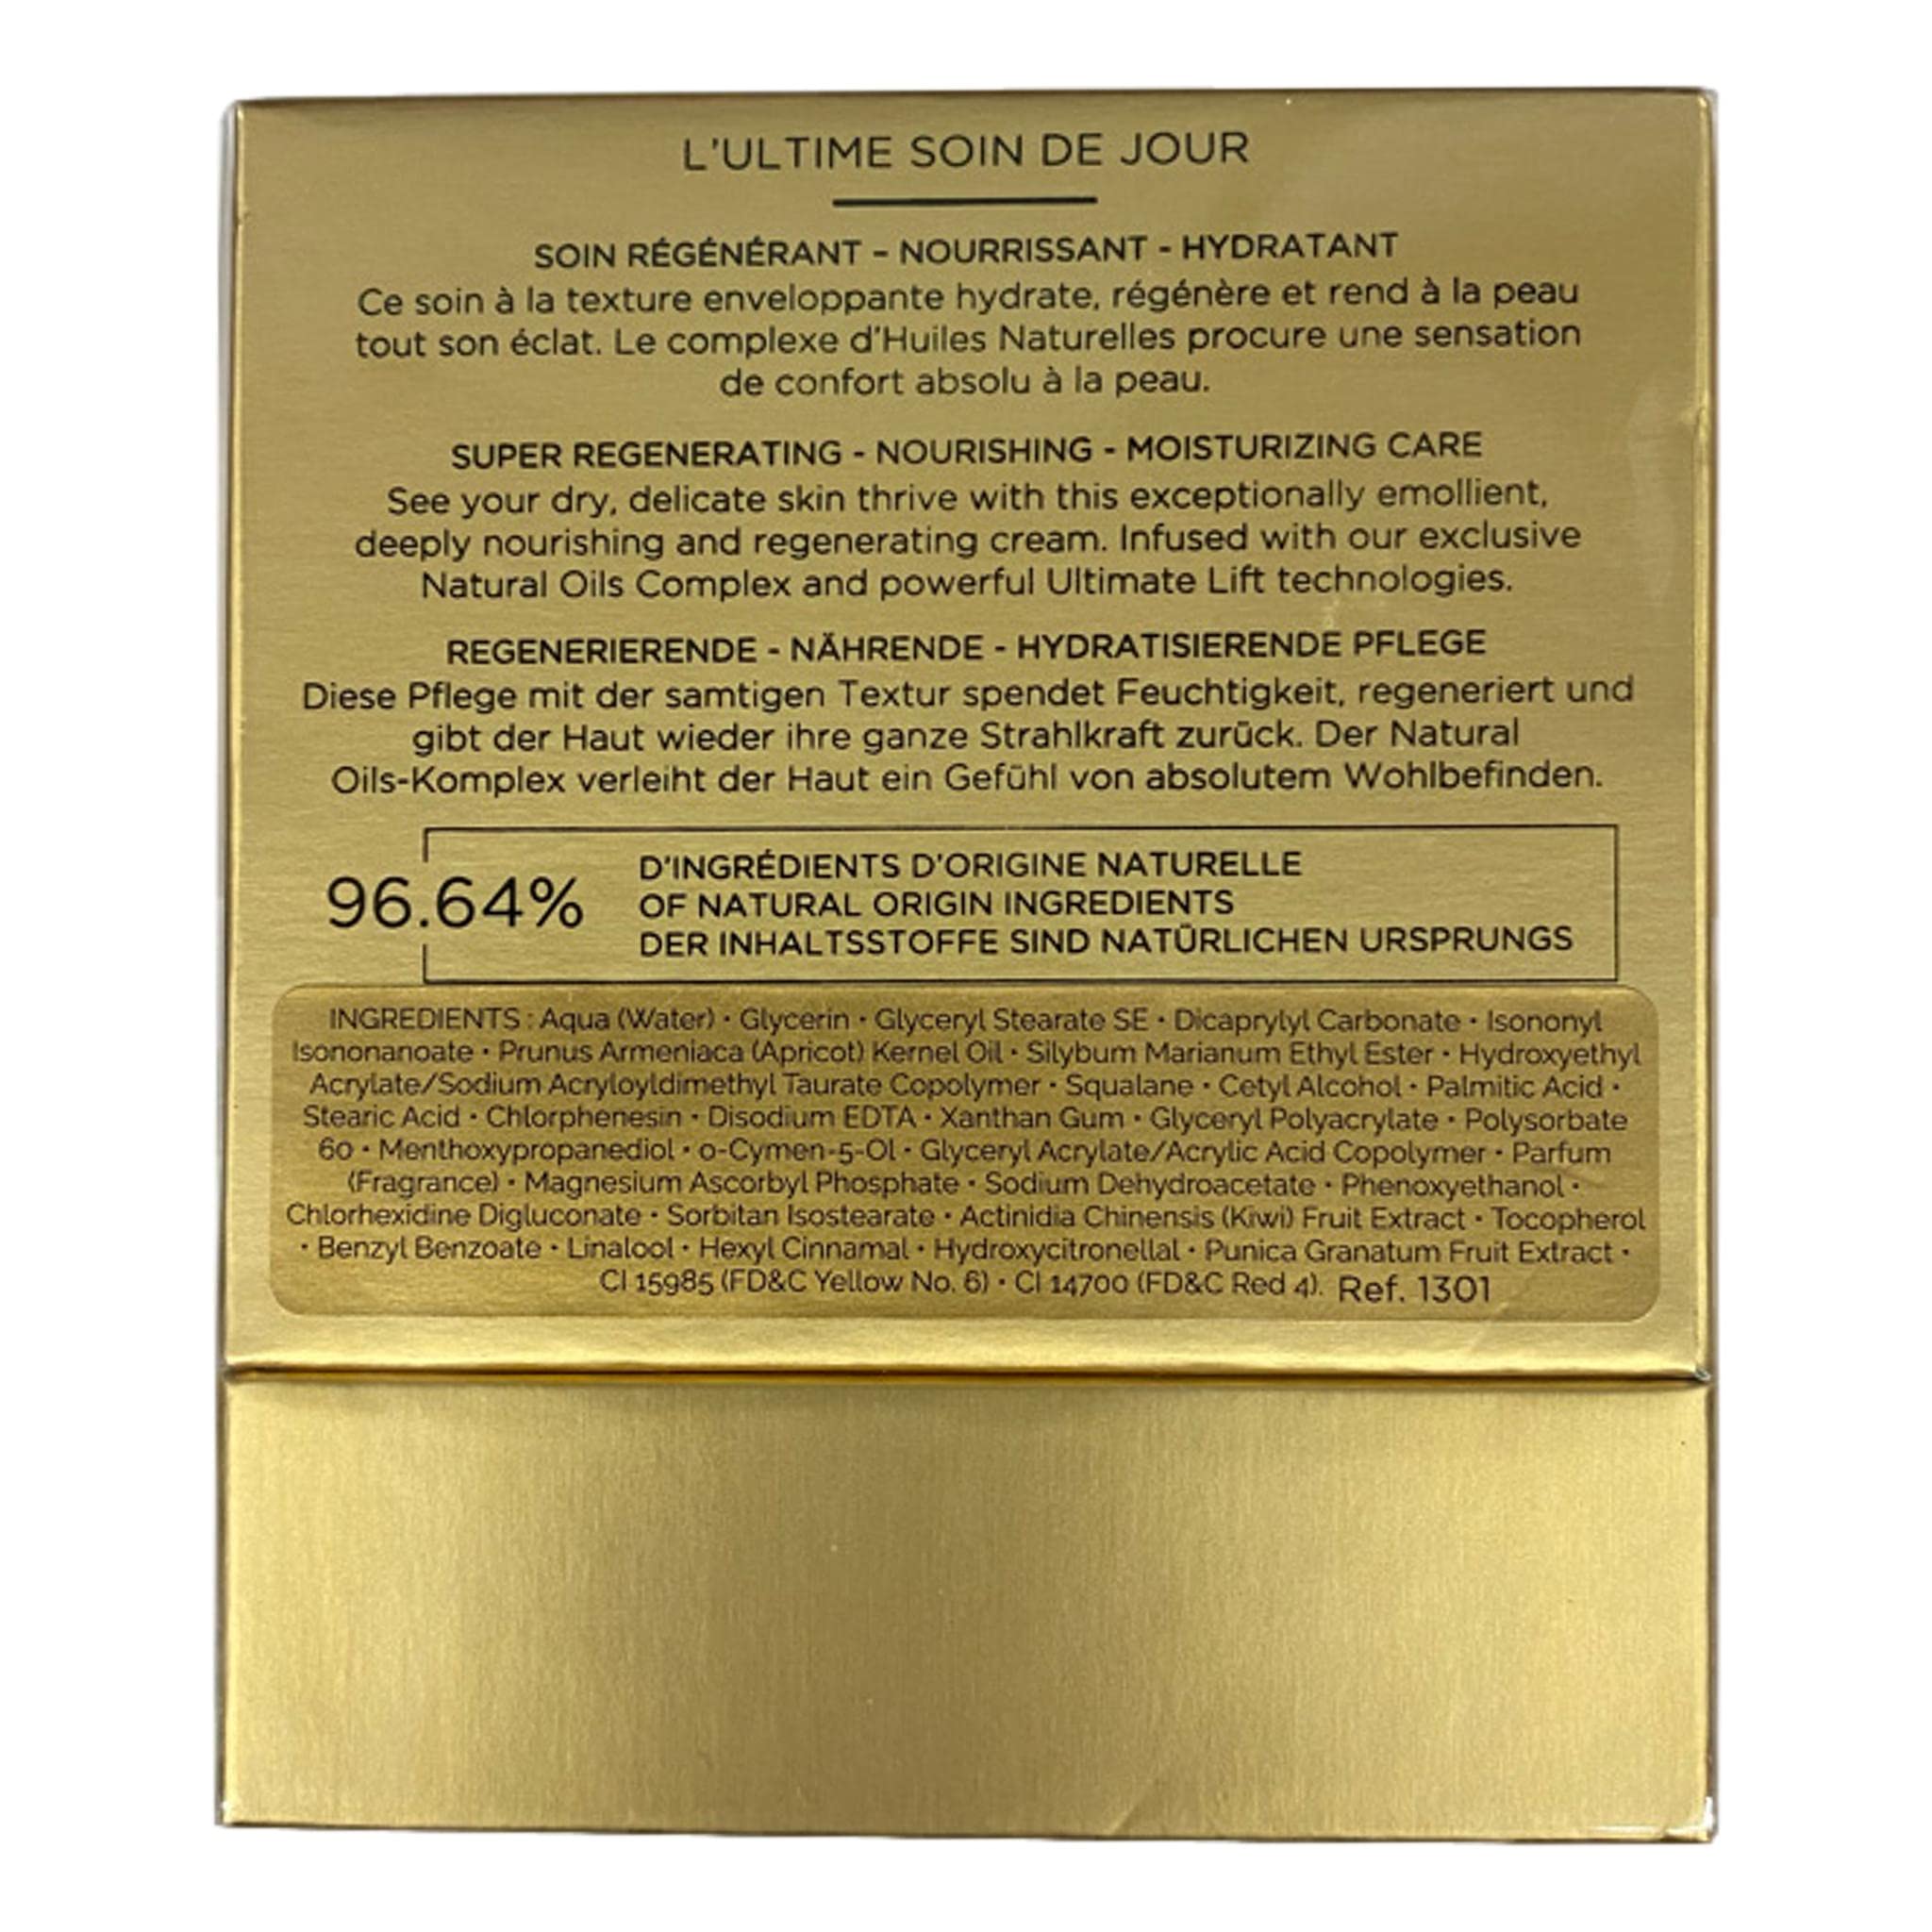 L'ULTIME SOIN DE JOUR
SOIN RÉGÉNÉRANT – NOURRISSANT - HYDRATANT
Ce soin à la texture enveloppante hydrate, régénère et rend à la peau
tout son éclat. Le complexe d'Huiles Naturelles procure une sensation
de confort absolu à la peau.
SUPER REGENERATING - NOURISHING - MOISTURIZING CARE
See your dry, delicate skin thrive with this exceptionally emollient,
deeply nourishing and regenerating cream. Infused with our exclusive
Natural Oils Complex and powerful Ultimate Lift technologies.
REGENERIERENDE - NÄHRENDE - HYDRATISIERENDE PFLEGE
Diese Pflege mit der samtigen Textur spendet Feuchtigkeit, regeneriert und
gibt der Haut wieder ihre ganze Strahlkraft zurück. Der Natural
Oils-Komplex verleiht der Haut ein Gefühl von absolutem Wohlbefinden.
96.64%
D'INGRÉDIENTS D'ORIGINE NATURELLE
OF NATURAL ORIGIN INGREDIENTS
DER INHALTSSTOFFE SIND NATÜRLICHEN URSPRUNGS
INGREDIENTS : Aqua (Water) • Glycerin • Glyceryl Stearate SE • Dicaprylyl Carbonate • Isononyl
Isononanoate • Prunus Armeniaca (Apricot) Kernel Oil • Silybum Marianum Ethyl Ester • Hydroxyethyl
Acrylate/Sodium Acryloyldimethyl Taurate Copolymer • Squalane • Cetyl Alcohol • Palmitic Acid •
Stearic Acid • Chlorphenesin • Disodium EDTA • Xanthan Gum • Glyceryl Polyacrylate • Polysorbate
60 • Menthoxypropanediol • o-Cymen-5-Ol • Glyceryl Acrylate/Acrylic Acid Copolymer • Parfum
(Fragrance) • Magnesium Ascorbyl Phosphate • Sodium Dehydroacetate • Phenoxyethanol •
Chlorhexidine Digluconate • Sorbitan Isostearate • Actinidia Chinensis (Kiwi) Fruit Extract • Tocopherol
• Benzyl Benzoate • Linalool • Hexyl Cinnamal • Hydroxycitronellal • Punica Granatum Fruit Extract •
CI 15985 (FD&C Yellow No. 6) • CI 14700 (FD&C Red 4). Ref. 1301